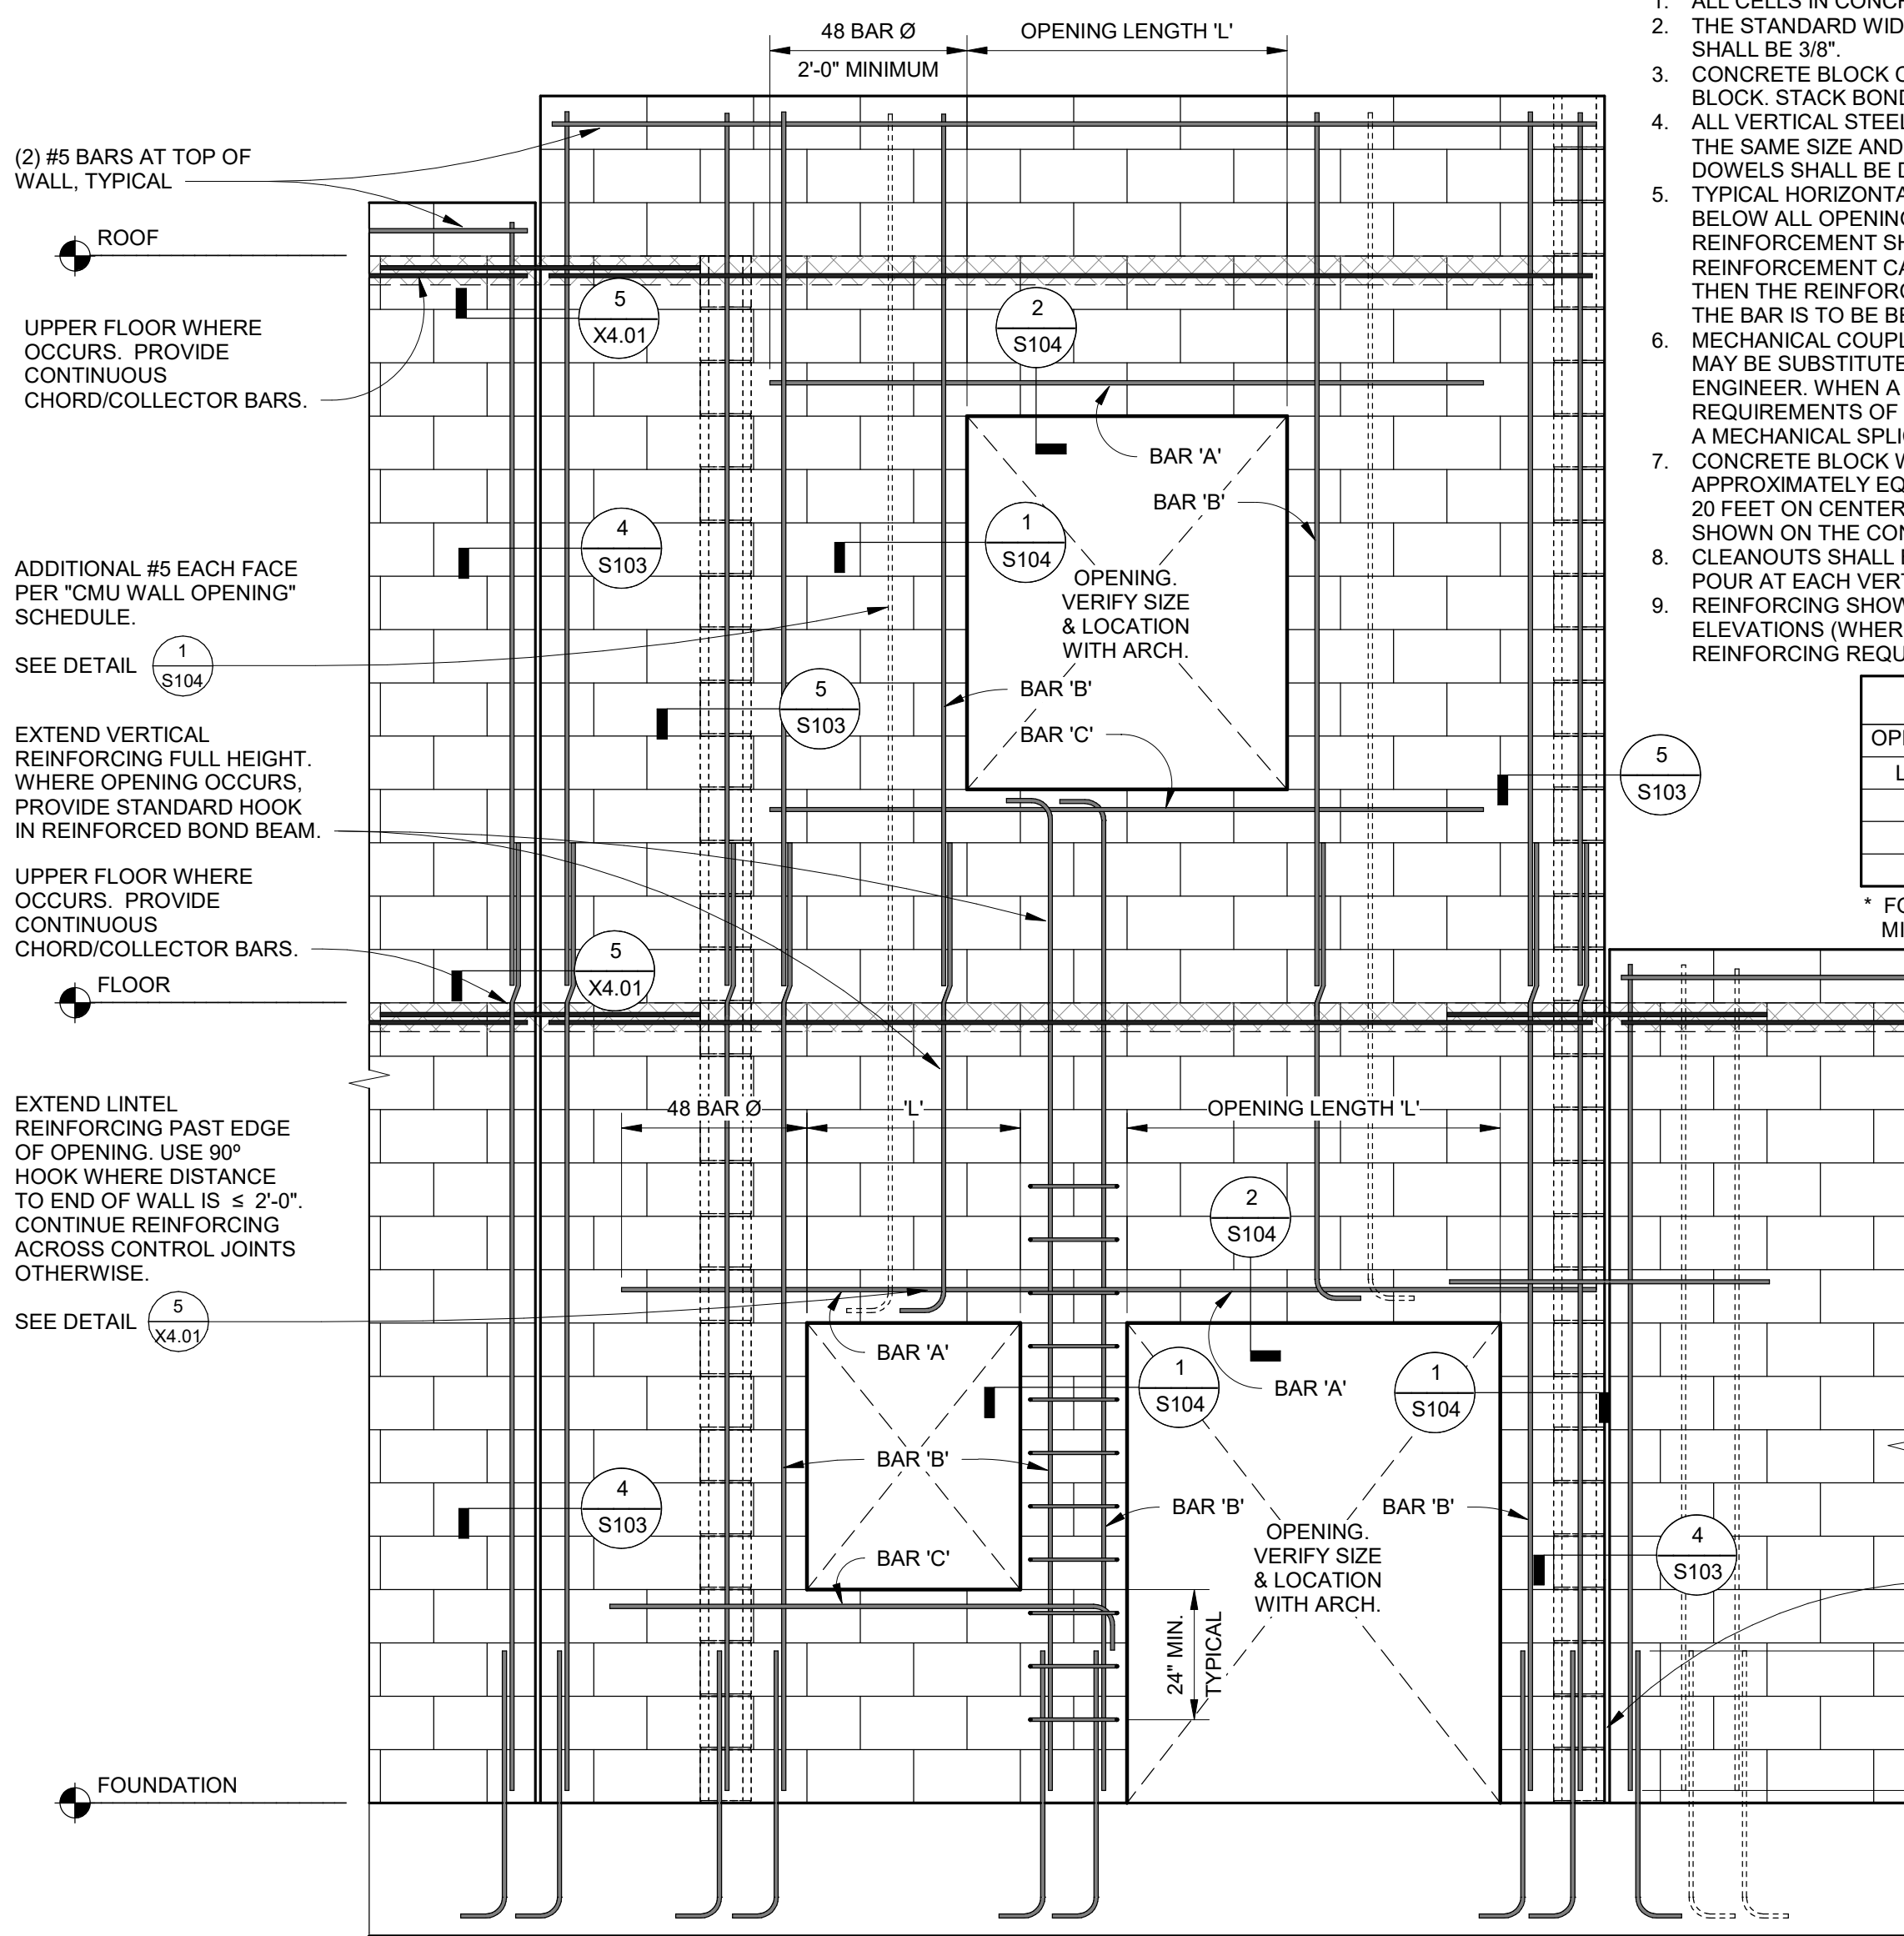 48 BAR Ø
2'-0" MINIMUM
OPENING LENGTH 'L'
(2) #5 BARS AT TOP OF
WALL, TYPICAL
ROOF
UPPER FLOOR WHERE
OCCURS.  PROVIDE
CONTINUOUS
CHORD/COLLECTOR BARS.
5
X4.01
2
S104
BAR 'A'
BAR 'B'
4
S103
1
S104
OPENING.
VERIFY SIZE
& LOCATION
WITH ARCH.
ADDITIONAL #5 EACH FACE
PER "CMU WALL OPENING"
SCHEDULE.
SEE DETAIL
1
S104
5
S103
BAR 'B'
BAR 'C'
5
S103
EXTEND VERTICAL
REINFORCING FULL HEIGHT.
WHERE OPENING OCCURS,
PROVIDE STANDARD HOOK
IN REINFORCED BOND BEAM.
UPPER FLOOR WHERE
OCCURS.  PROVIDE
CONTINUOUS
CHORD/COLLECTOR BARS.
5
X4.01
FLOOR
EXTEND LINTEL
REINFORCING PAST EDGE
OF OPENING. USE 90º
HOOK WHERE DISTANCE
TO END OF WALL IS ≤ 2'-0".
CONTINUE REINFORCING
ACROSS CONTROL JOINTS
OTHERWISE.
SEE DETAIL
5
X4.01
48 BAR Ø
'L'
OPENING LENGTH 'L'
2
S104
BAR 'A'
1
S104
BAR 'A'
1
S104
BAR 'B'
BAR 'B'
BAR 'B'
4
S103
BAR 'C'
OPENING.
VERIFY SIZE
& LOCATION
WITH ARCH.
4
S103
24" MIN.
TYPICAL
FOUNDATION
1. ALL CELLS IN CONCR
2. THE STANDARD WID
SHALL BE 3/8".
3. CONCRETE BLOCK C
BLOCK. STACK BOND
4. ALL VERTICAL STEEL
THE SAME SIZE AND
DOWELS SHALL BE D
5. TYPICAL HORIZONTA
BELOW ALL OPENING
REINFORCEMENT SH
REINFORCEMENT CA
THEN THE REINFORC
THE BAR IS TO BE BE
6. MECHANICAL COUPL
MAY BE SUBSTITUTE
ENGINEER. WHEN A
REQUIREMENTS OF
A MECHANICAL SPLIC
7. CONCRETE BLOCK W
APPROXIMATELY EQ
20 FEET ON CENTER
SHOWN ON THE CON
8. CLEANOUTS SHALL B
POUR AT EACH VERT
9. REINFORCING SHOW
ELEVATIONS (WHER
REINFORCING REQU
OP
L
* FO
MI